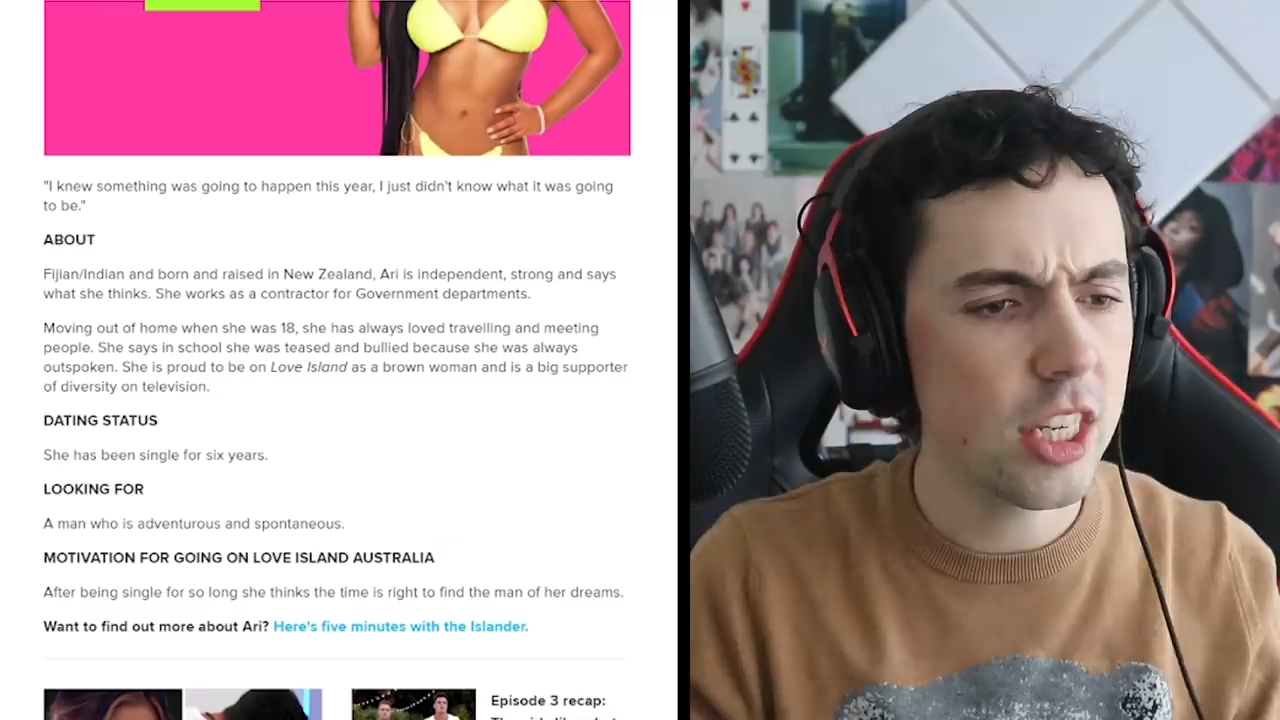 "I knew something was going to happen this year, I just didn't know what it was going
to be."
ABOUT
Fijian/Indian and born and raised in New Zealand, Ari is independent, strong and says
what she thinks. She works as a contractor for Government departments.
Moving out of home when she was 18, she has always loved travelling and meeting
people. She says in school she was teased and bullied because she was always
outspoken. She is proud to be on Love Island as a brown woman and is a big supporter
of diversity on television.
DATING STATUS
She has been single for six years.
LOOKING FOR
A man who is adventurous and spontaneous.
MOTIVATION FOR GOING ON LOVE ISLAND AUSTRALIA
After being single for so long she thinks the time is right to find the man of her dreams.
Want to find out more about Ari? Here's five minutes with the Islander.
Episode 3 recap: